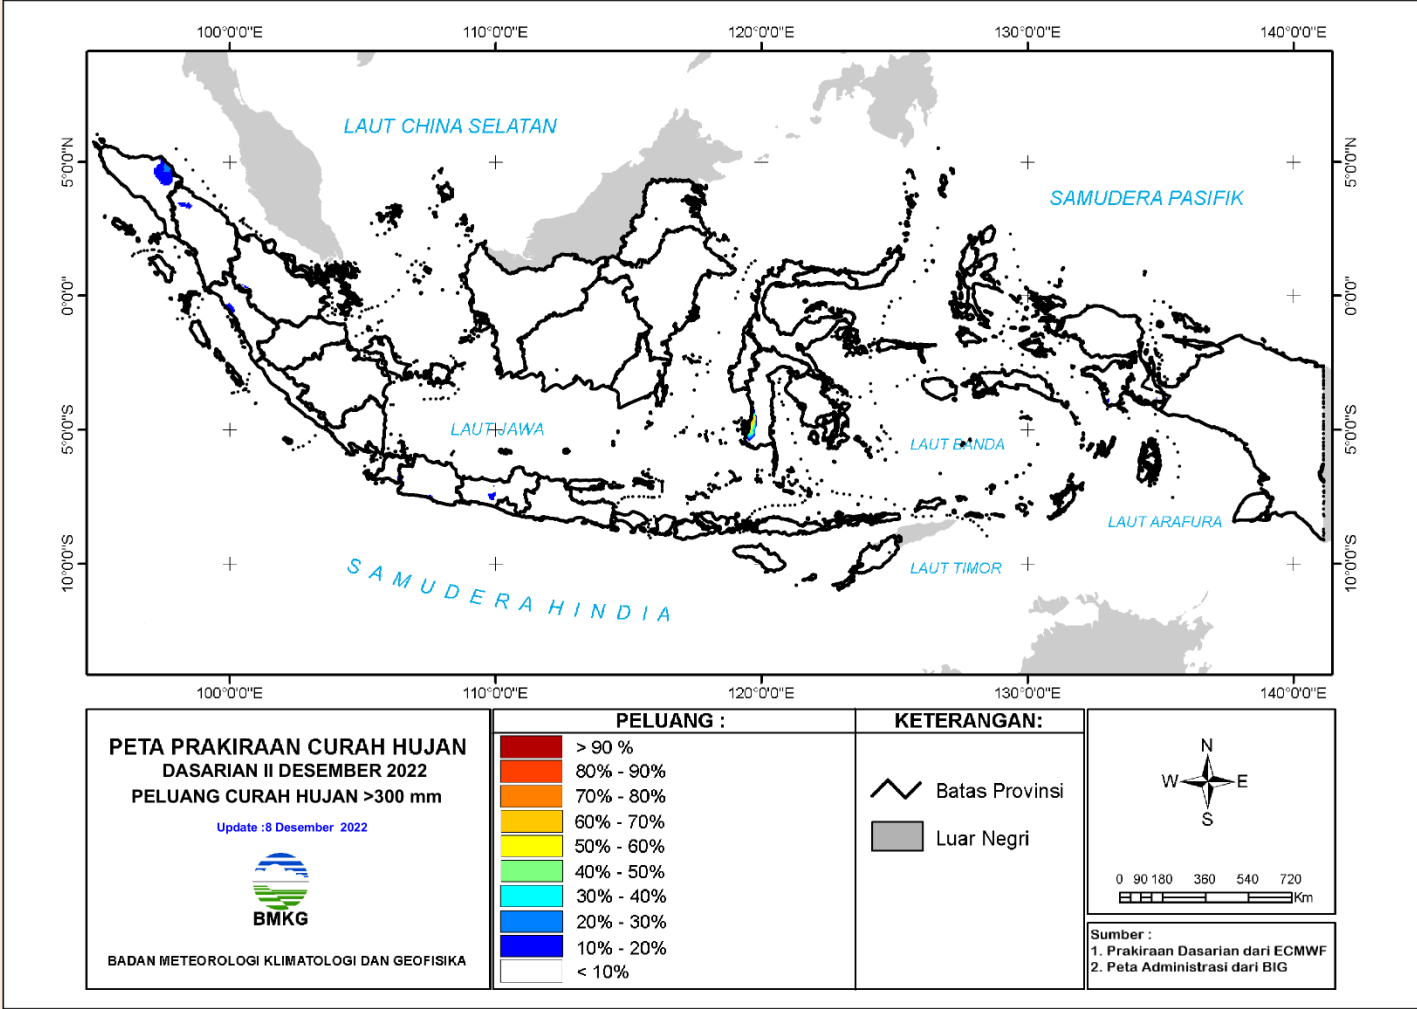 100°0'0"E 110°0'0"E 120°0'0"E 130°0'0"E 140°0'0"E
LAUT CHINA SELATAN
5°0'0"N
5°0'0"N
SAMUDERA PASIFIK
0°0'0"
0°0'0"
5°0'0"S
LAUT JAWA
LAUT BANDA
5°0'0"S
LAUT ARAFURA
10°0'0"S
LAUT TIMOR
10°0'0"S
SAMUDERA HINDIA
100°0'0"E 110°0'0"E 120°0'0"E 130°0'0"E 140°0'0"E
PETA PRAKIRAAN CURAH HUJAN
DASARIAN II DESEMBER 2022
PELUANG CURAH HUJAN >300 mm
Update :8 Desember 2022
BMKG
BADAN METEOROLOGI KLIMATOLOGI DAN GEOFISIKA
PELUANG :
> 90 %
80% - 90%
70% - 80%
60% - 70%
50% - 60%
40% - 50%
30% - 40%
20% - 30%
10% - 20%
< 10%
KETERANGAN:
Batas Provinsi
Luar Negri
N
W E
S
0 90 180 360 540 720
Km
Sumber :
1. Prakiraan Dasarian dari ECMWF
2. Peta Administrasi dari BIG